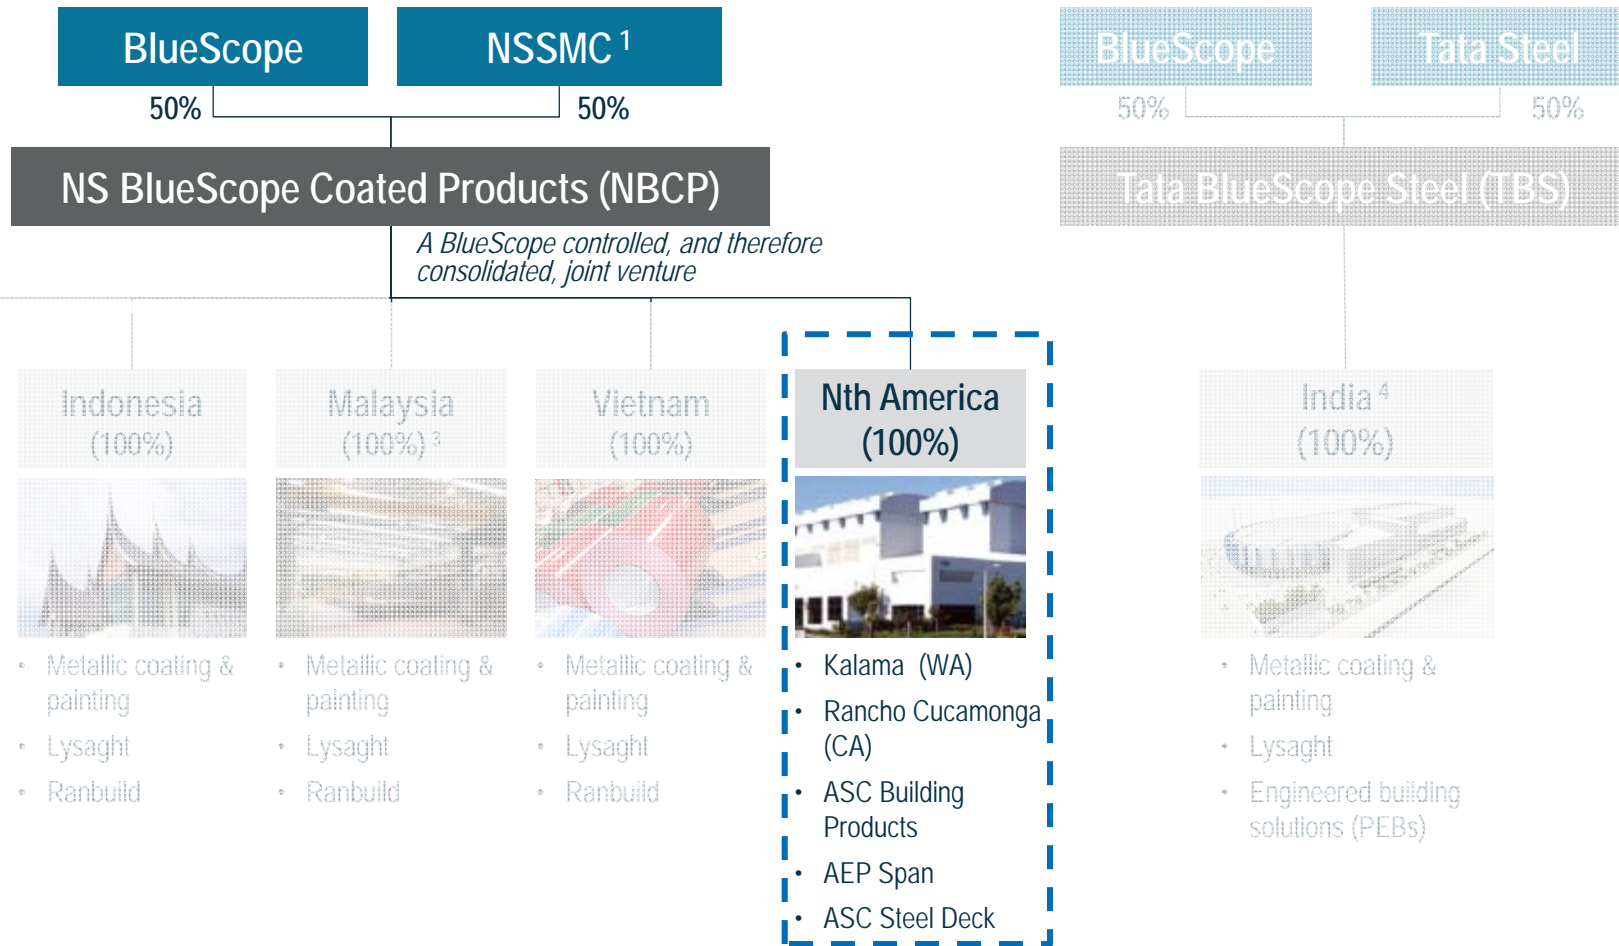 BlueScope
NSSMC 1
50%
50%
NS BlueScope Coated Products (NBCP)
A BlueScope controlled, and therefore
consolidated, joint venture
BlueScope
Tata Steel
50%
50%
Tata BlueScope Steel (TBS)
Indonesia
(100%)
• Metallic coating &
painting
• Lysaght
• Ranbuild
Malaysia
(100%) 3
• Metallic coating &
painting
• Lysaght
• Ranbuild
Vietnam
(100%)
• Metallic coating &
painting
• Lysaght
• Ranbuild
Nth America
(100%)
• Kalama (WA)
• Rancho Cucamonga
(CA)
• ASC Building
Products
• AEP Span
• ASC Steel Deck
India 4
(100%)
• Metallic coating &
painting
• Lysaght
• Engineered building
solutions (PEBs)